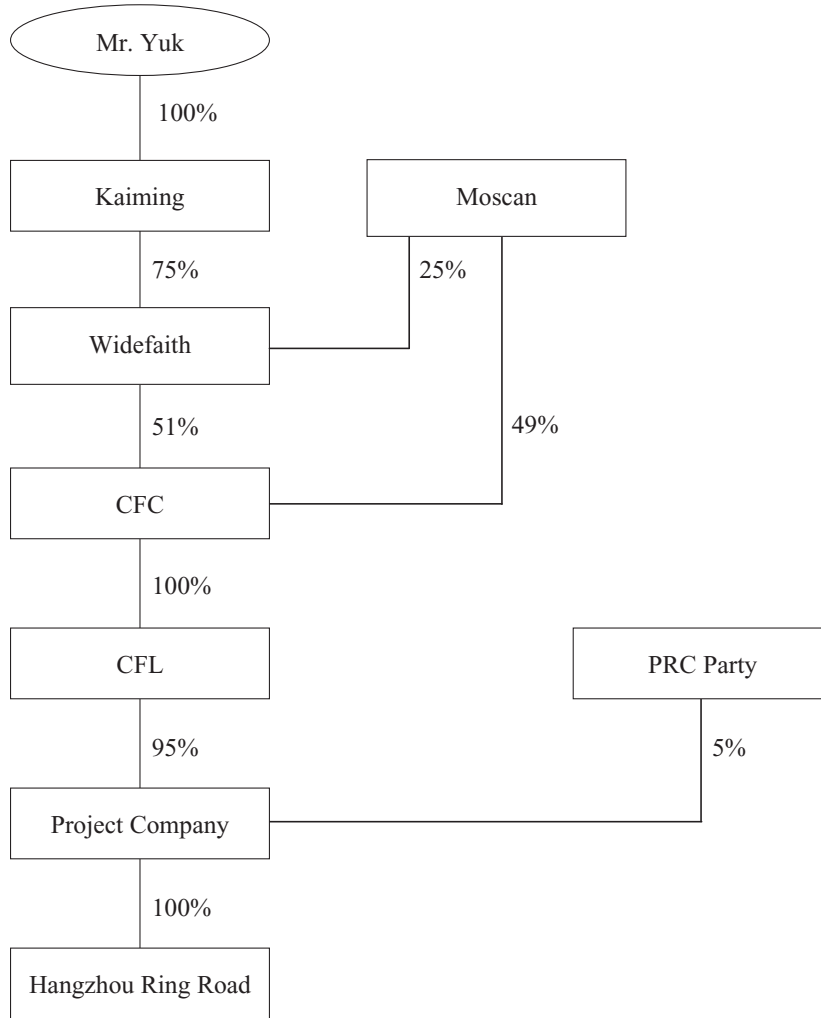 Mr. Yuk
100%
Kaiming
Moscan
75%
25%
Widefaith
51%
49%
CFC
100%
CFL
PRC Party
95%
5%
Project Company
100%
Hangzhou Ring Road